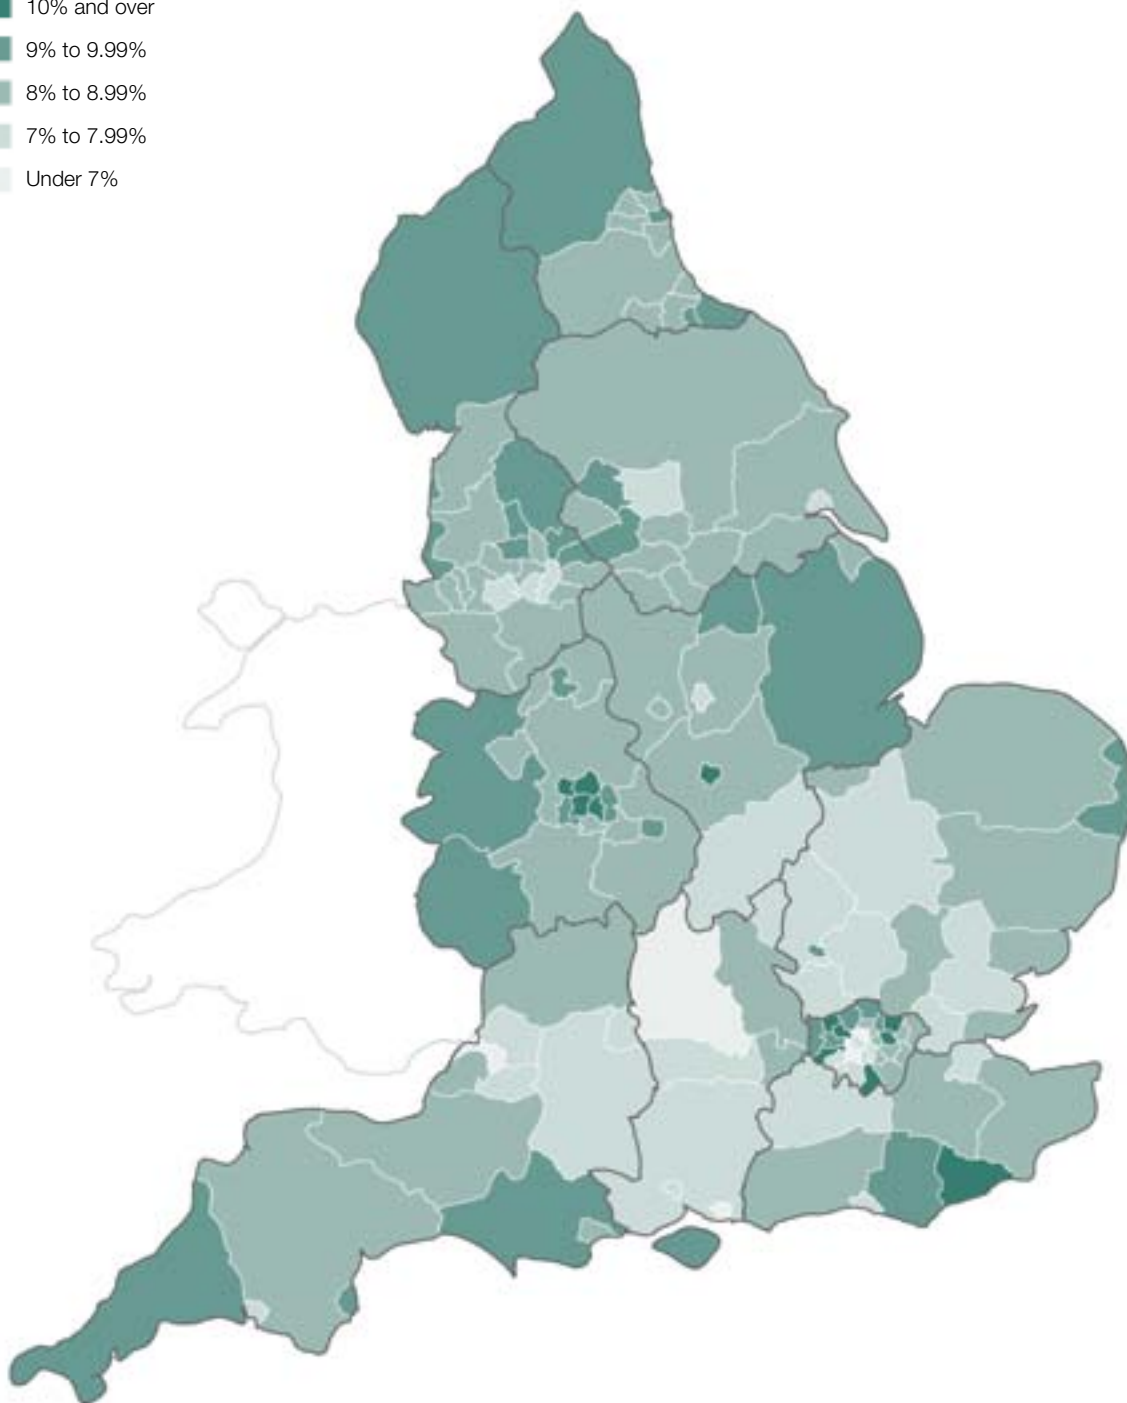 10% and over
9% to 9.99%
8% to 8.99%
7% to 7.99%
Under 7%